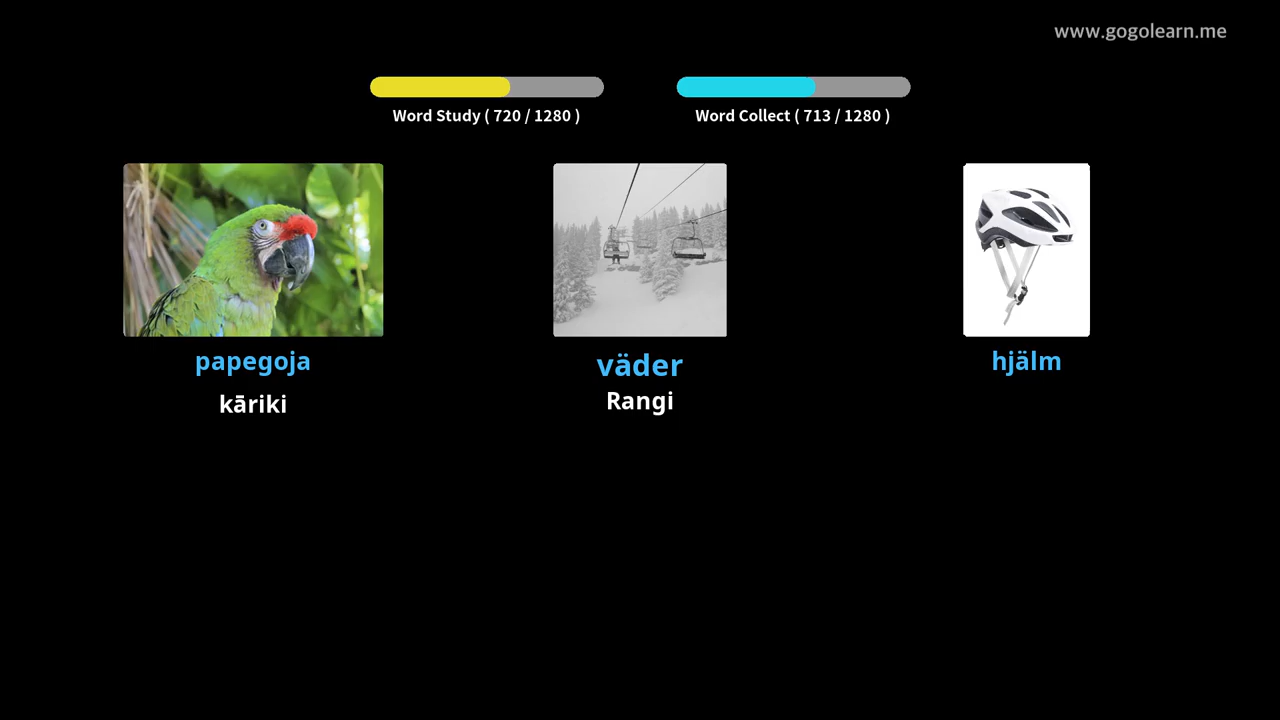 www.gogolearn.me
Word Study ( 720 / 1280 )
Word Collect ( 713 / 1280 )
papegoja
väder
hjälm
kāriki
Rangi